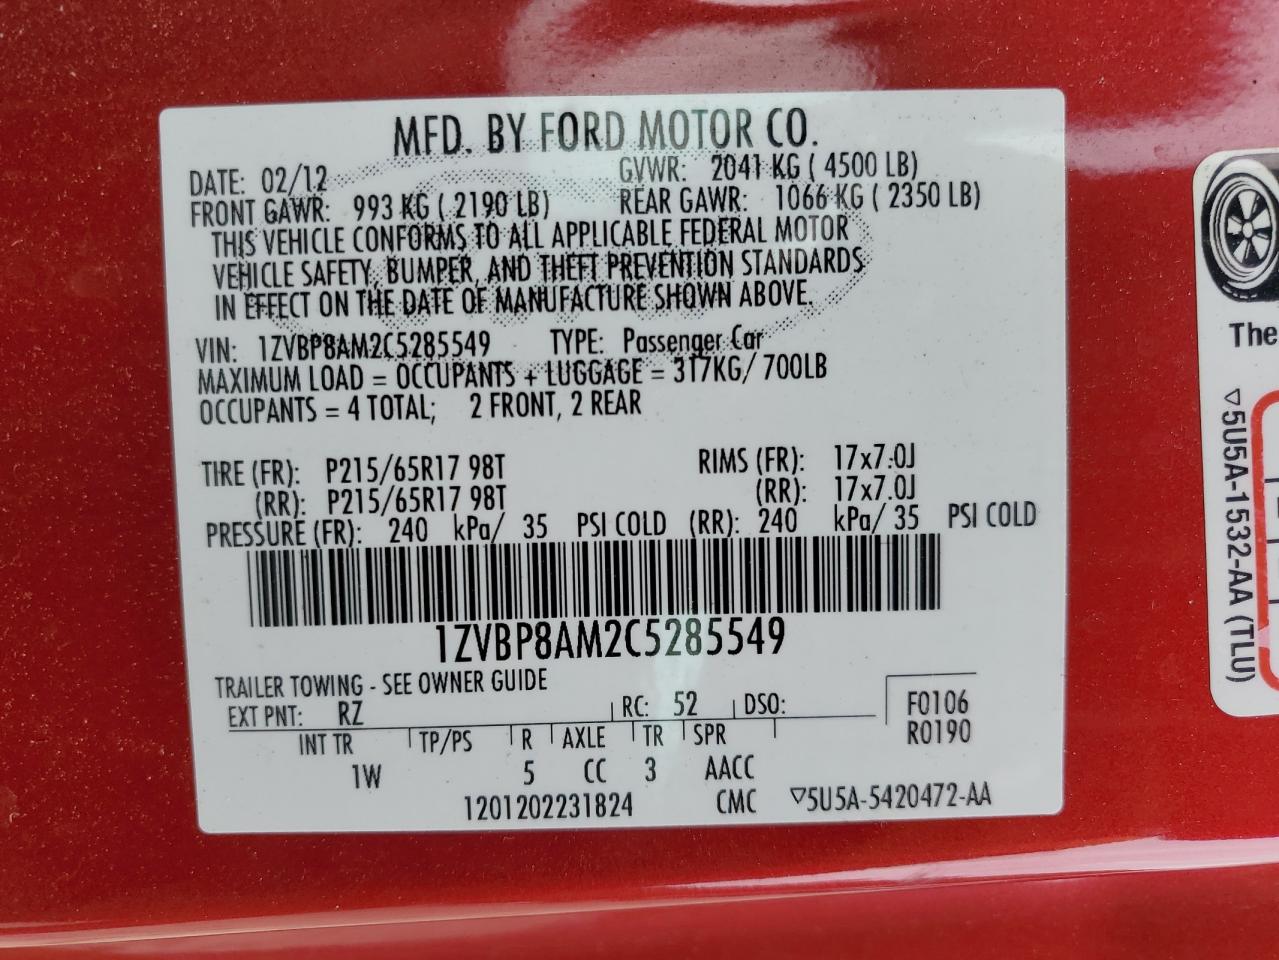 MFD. BY FORD MOTOR CO.
DATE: 02/12 GVWR: 2041 KG ( 4500 LB)
FRONT GAWR: 993 KG ( 2190 LB) REAR GAWR: 1066 KG ( 2350 LB)
THIS VEHICLE CONFORMS TO ALL APPLICABLE FEDERAL MOTOR
VEHICLE SAFETY, BUMPER, AND THEFT PREVENTION STANDARDS
IN EFFECT ON THE DATE OF MANUFACTURE SHOWN ABOVE.
VIN: 1ZVBP8AM2C5285549 TYPE: Passenger Car
MAXIMUM LOAD = OCCUPANTS + LUGGAGE = 317KG/ 700LB
OCCUPANTS = 4 TOTAL; 2 FRONT, 2 REAR
TIRE (FR): P215/65R17 98T RIMS (FR): 17x7.0J
(RR): P215/65R17 98T (RR): 17x7.0J
PRESSURE (FR): 240 kPa/ 35 PSI COLD (RR): 240 kPa/ 35 PSI COLD
1ZVBP8AM2C5285549
TRAILER TOWING - SEE OWNER GUIDE
EXT PNT: RZ RC: 52 DSO: F0106
INT TR TP/PS R AXLE TR SPR R0190
1W 5 CC 3 AACC
1201202231824 CMC ▽5U5A-5420472-AA
The
▽5U5A-1532-AA (TLU)